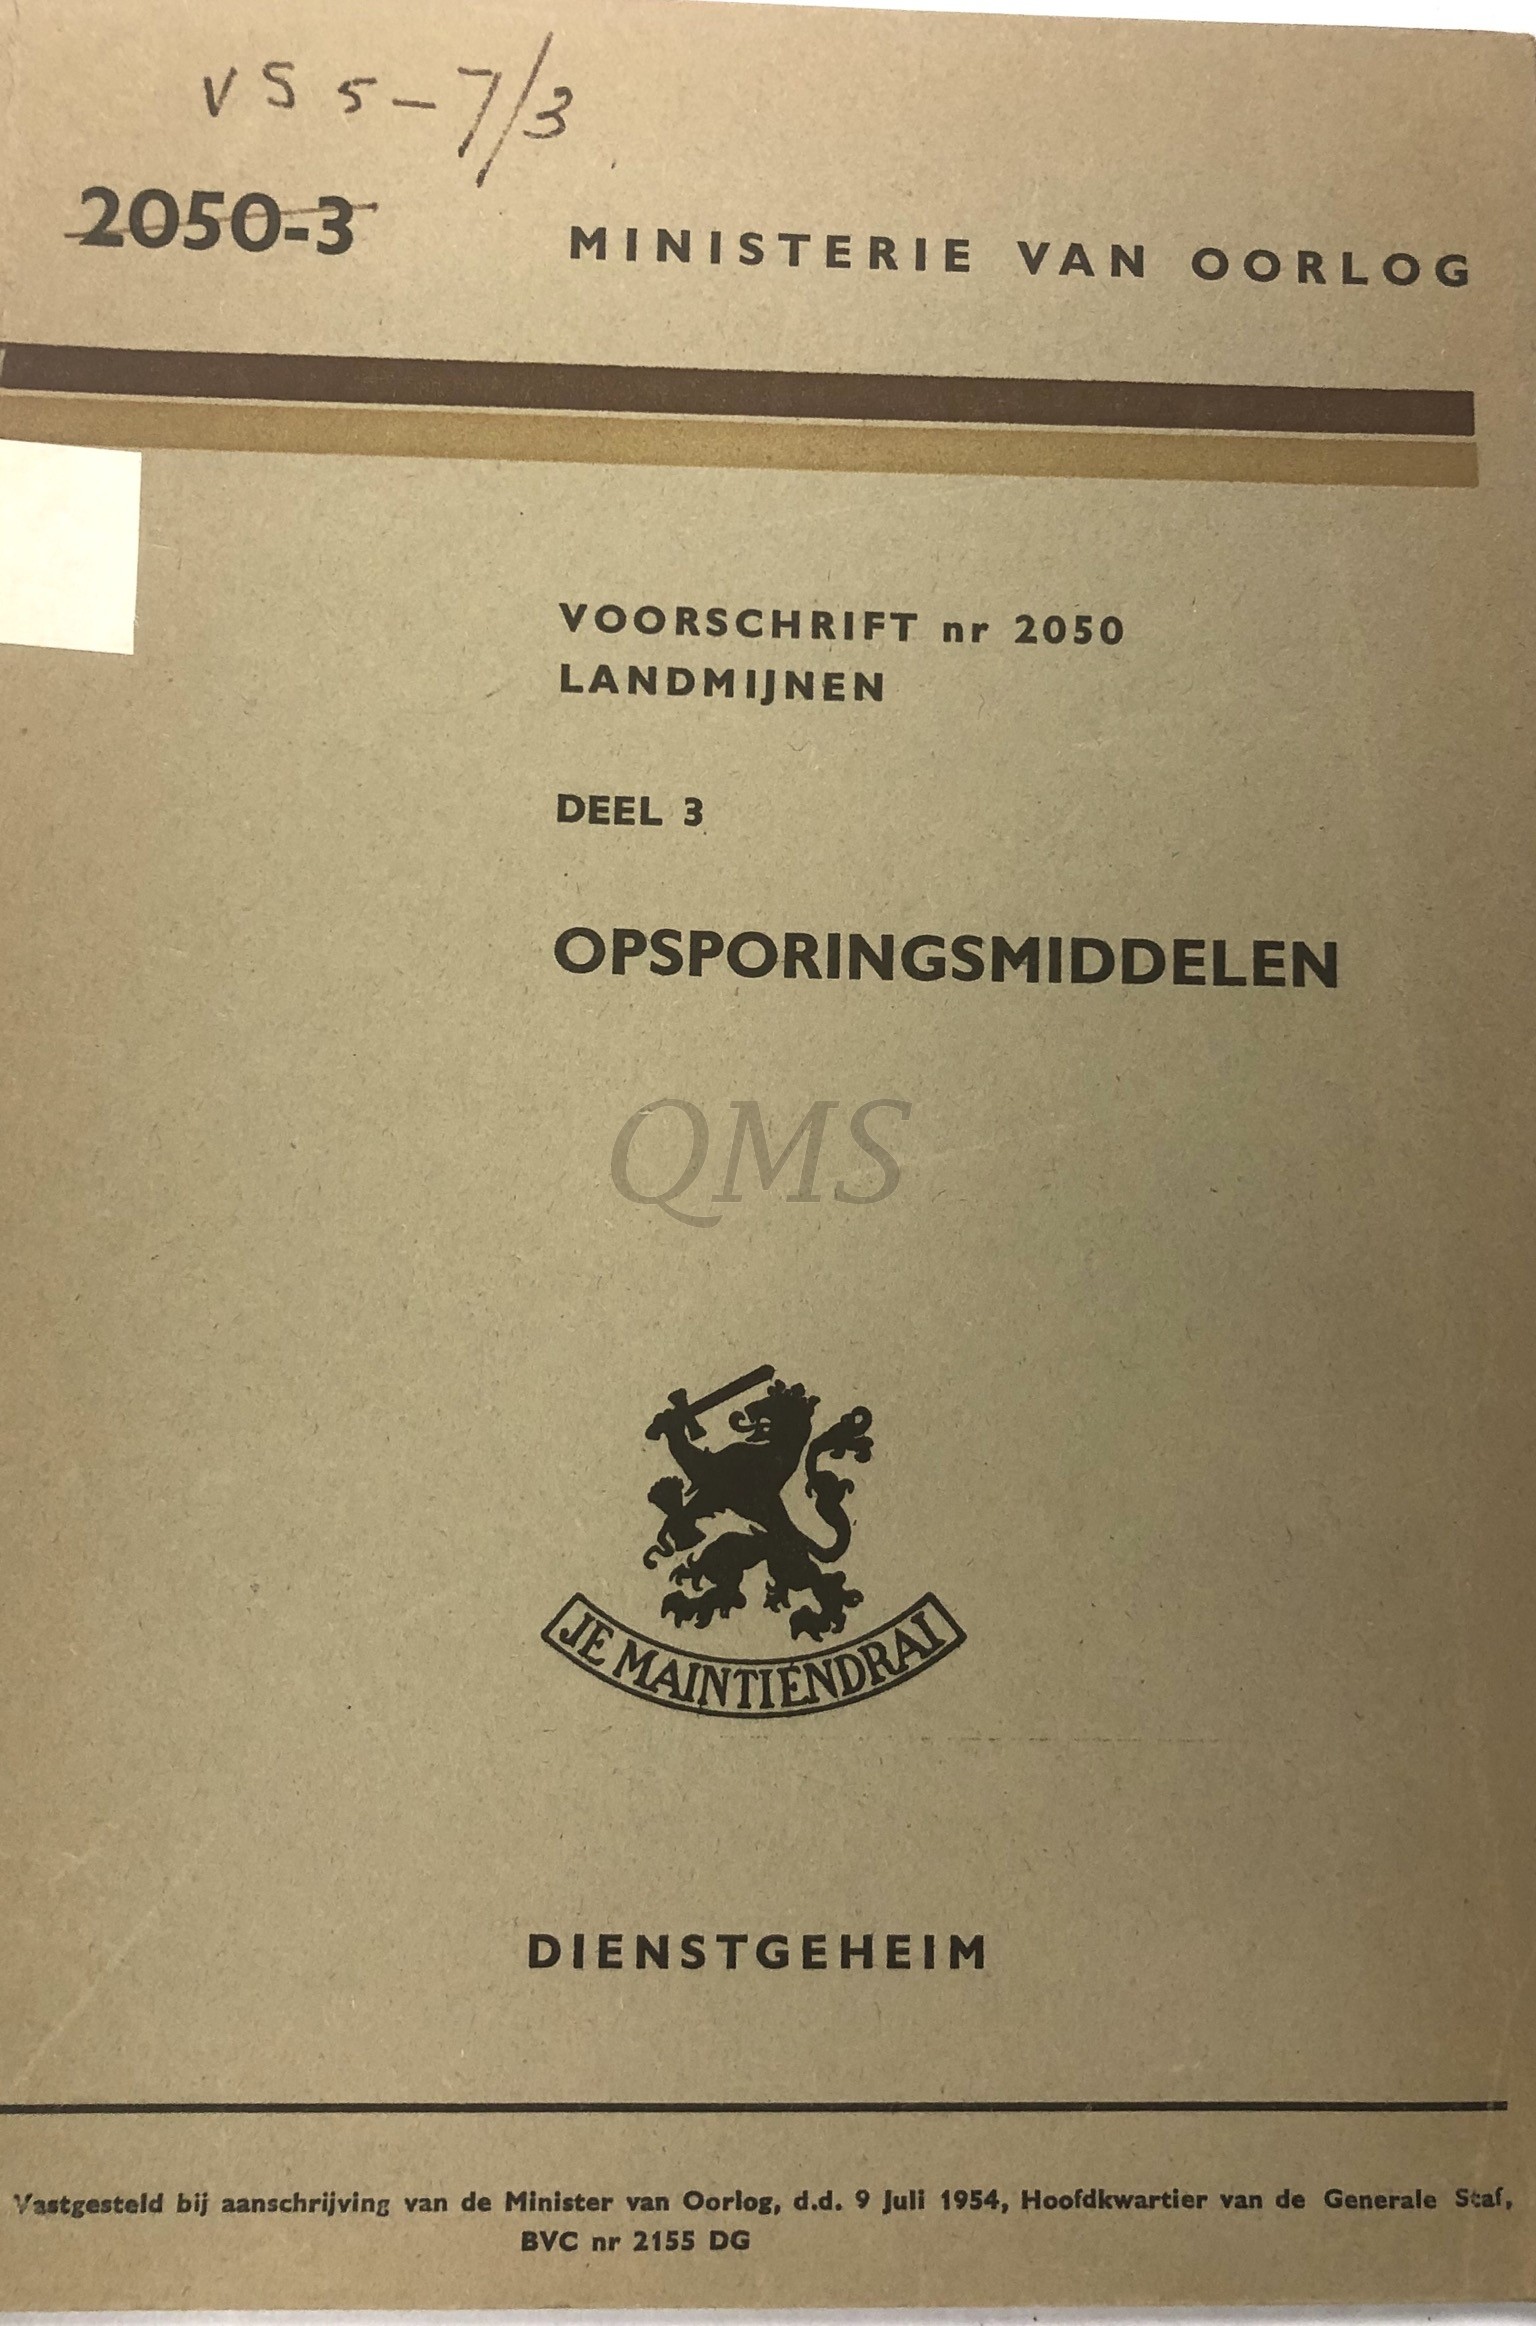 VS 5-7/3
2050-3
MINISTERIE VAN OORLOG
VOORSCHRIFT nr 2050
LANDMIJNEN
DEEL 3
OPSPORINGSMIDDELEN
QMS
JE MAINTIENDRAI
DIENSTGEHEIM
Vastgesteld bij aanschrijving van de Minister van Oorlog, d.d. 9 Juli 1954, Hoofdkwartier van de Generale Staf,
BVC nr 2155 DG